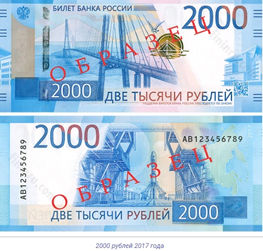 БИЛЕТ БАНКА РОССИИ
2000
ОБРАЗЕЦ
2000
ДВЕ ТЫСЯЧИ РУБЛЕЙ
2000
АВ123456789
АВ123456789
ОБРАЗЕЦ
ДВЕ ТЫСЯЧИ РУБЛЕЙ
2000
2000 рублей 2017 года